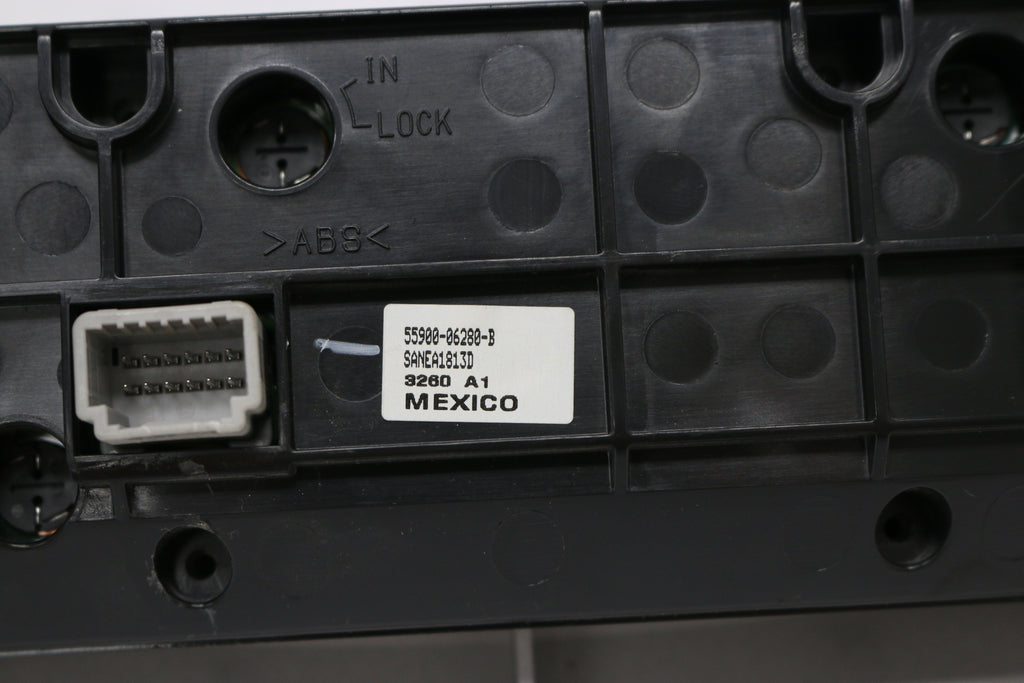 IN
LOCK
>ABS<
55900-06280-B
SANEA1813D
3260 A1
MEXICO